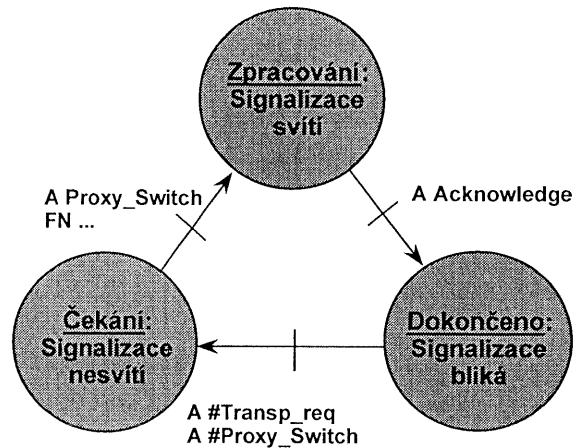 Zpracování:
Signalizace
svítí
A Proxy_Switch
FN ...
A Acknowledge
Čekání:
Signalizace
nesvítí
Dokončeno:
Signalizace
bliká
A #Transp_req
A #Proxy_Switch